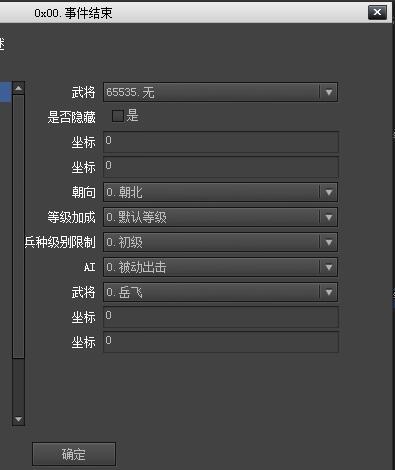 0x00. 事件结束
武将 65535. 无
是否隐藏 是
坐标 0
坐标 0
朝向 0. 朝北
等级加成 0. 默认等级
兵种级别限制 0. 初级
AI 0. 被动出击
武将 0. 岳飞
坐标 0
坐标 0
确定